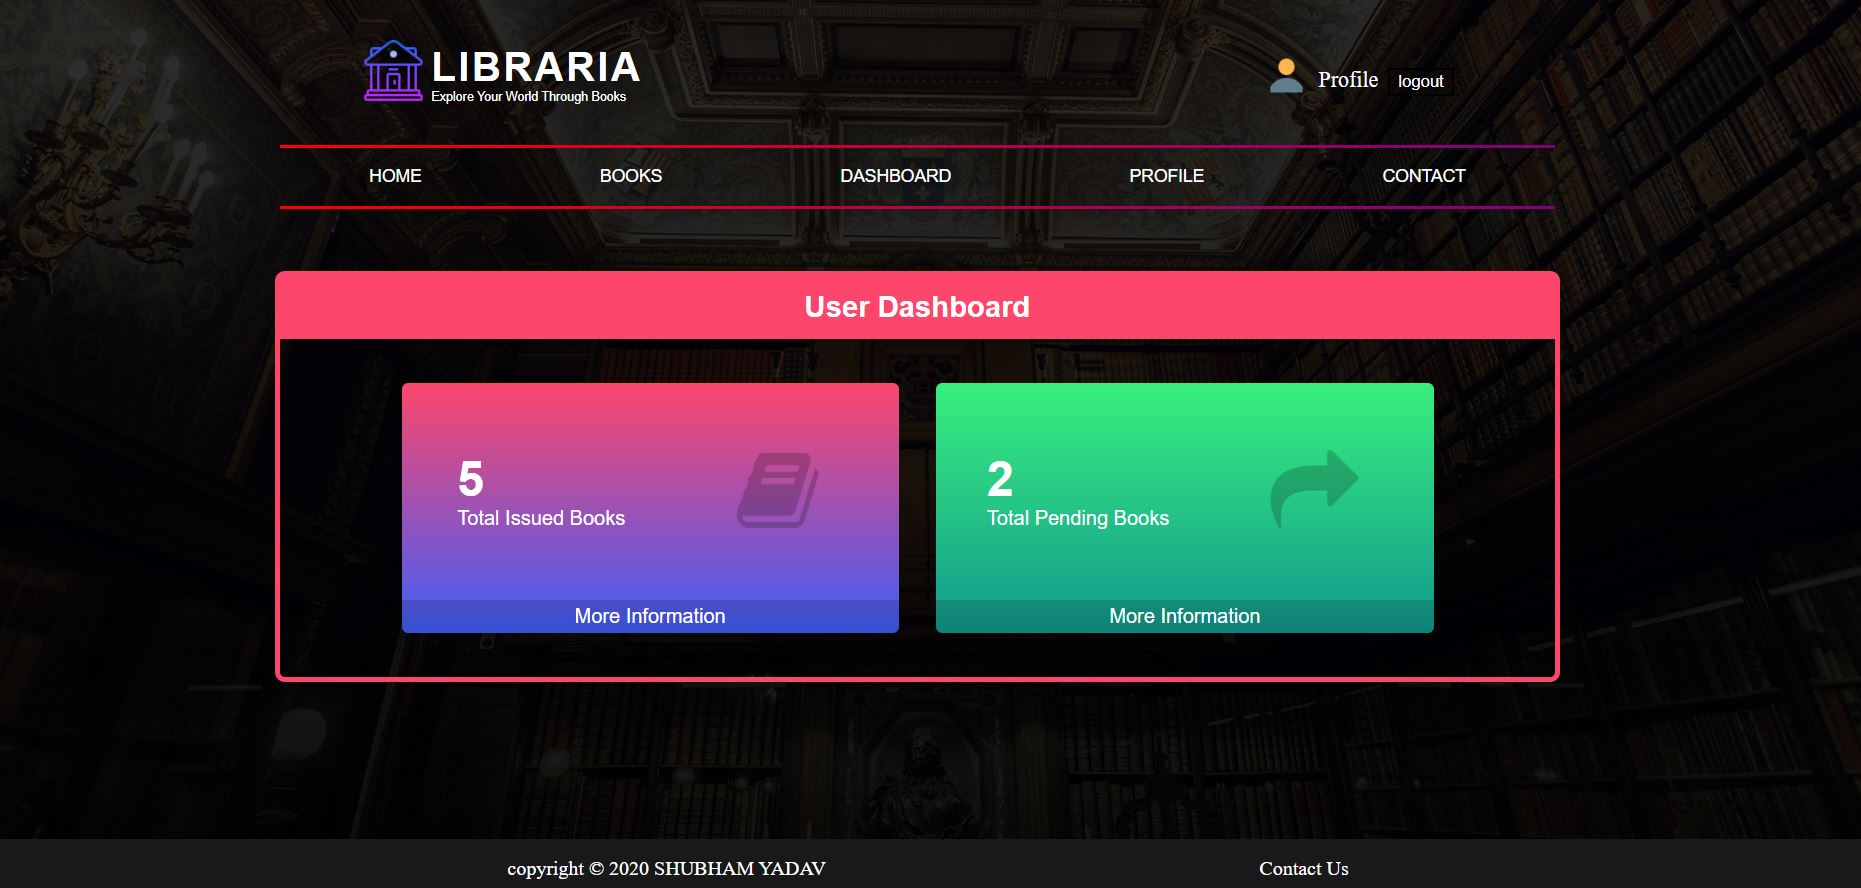 LIBRARIA
Explore Your World Through Books
Profile logout
HOME BOOKS DASHBOARD PROFILE CONTACT
User Dashboard
5
Total Issued Books
More Information
2
Total Pending Books
More Information
copyright © 2020 SHUBHAM YADAV
Contact Us